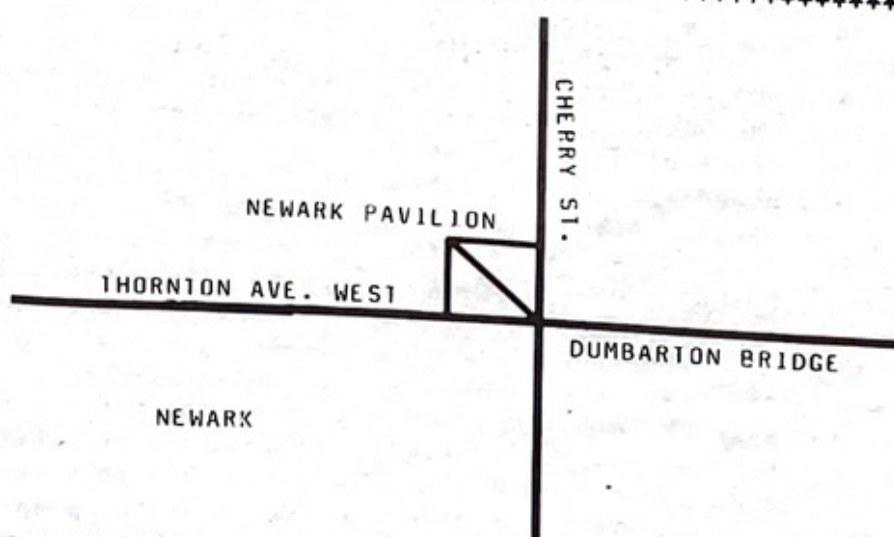 CHERRY ST.
NEWARK PAVILION
THORNTON AVE. WEST
DUMBARTON BRIDGE
NEWARK